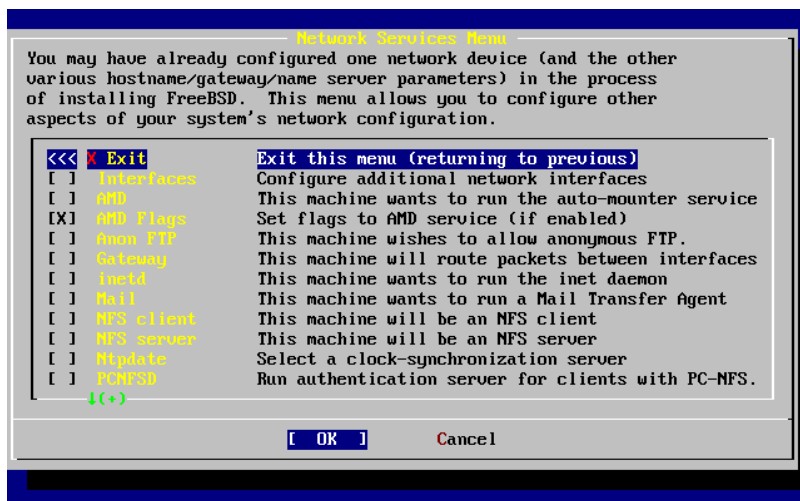 Network Services Menu
You may have already configured one network device (and the other
various hostname/gateway/name server parameters) in the process
of installing FreeBSD.  This menu allows you to configure other
aspects of your system's network configuration.
<<< X Exit Exit this menu (returning to previous)
[ ] Interfaces Configure additional network interfaces
[ ] AMD This machine wants to run the auto-mounter service
[X] AMD Flags Set flags to AMD service (if enabled)
[ ] Anon FTP This machine wishes to allow anonymous FTP.
[ ] Gateway This machine will route packets between interfaces
[ ] inetd This machine wants to run the inet daemon
[ ] Mail This machine wants to run a Mail Transfer Agent
[ ] NFS client This machine will be an NFS client
[ ] NFS server This machine will be an NFS server
[ ] Ntpdate Select a clock-synchronization server
[ ] PCNFSD Run authentication server for clients with PC-NFS.
↓(+)
[ OK ] Cancel